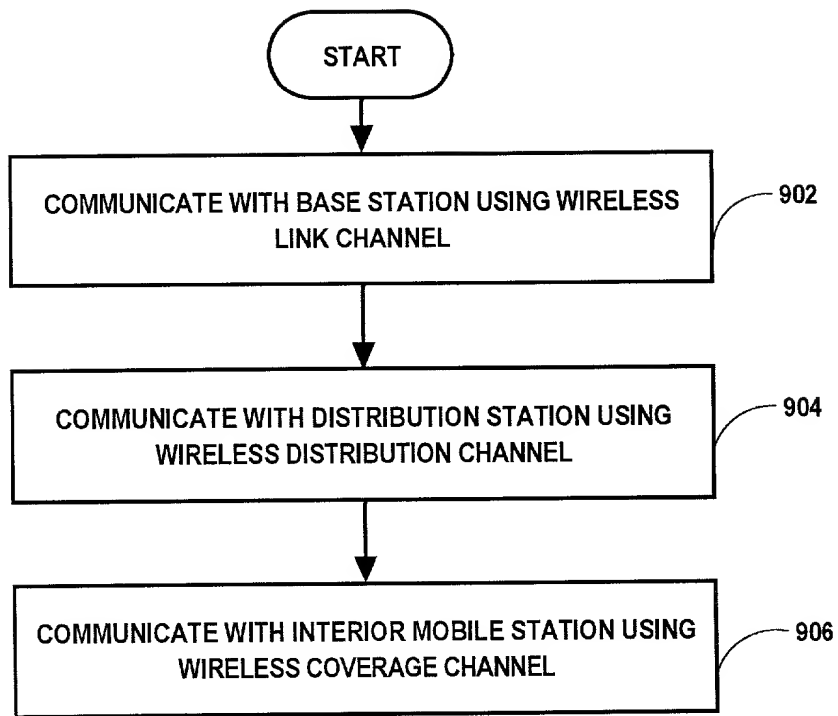 START
COMMUNICATE WITH BASE STATION USING WIRELESS
LINK CHANNEL
902
COMMUNICATE WITH DISTRIBUTION STATION USING
WIRELESS DISTRIBUTION CHANNEL
904
COMMUNICATE WITH INTERIOR MOBILE STATION USING
WIRELESS COVERAGE CHANNEL
906